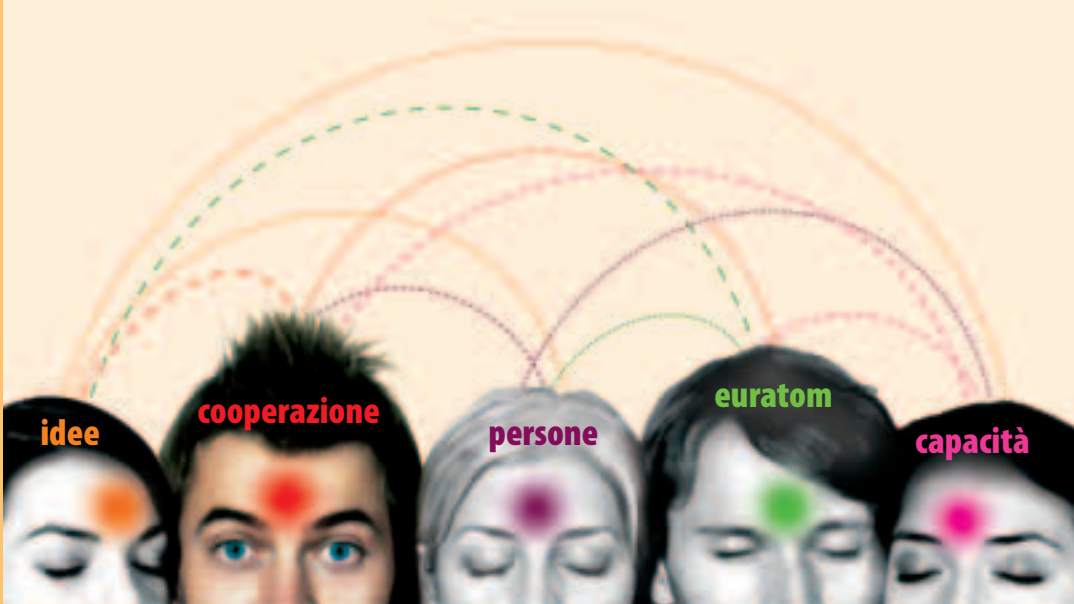 idee
cooperazione
persone
euratom
capacità